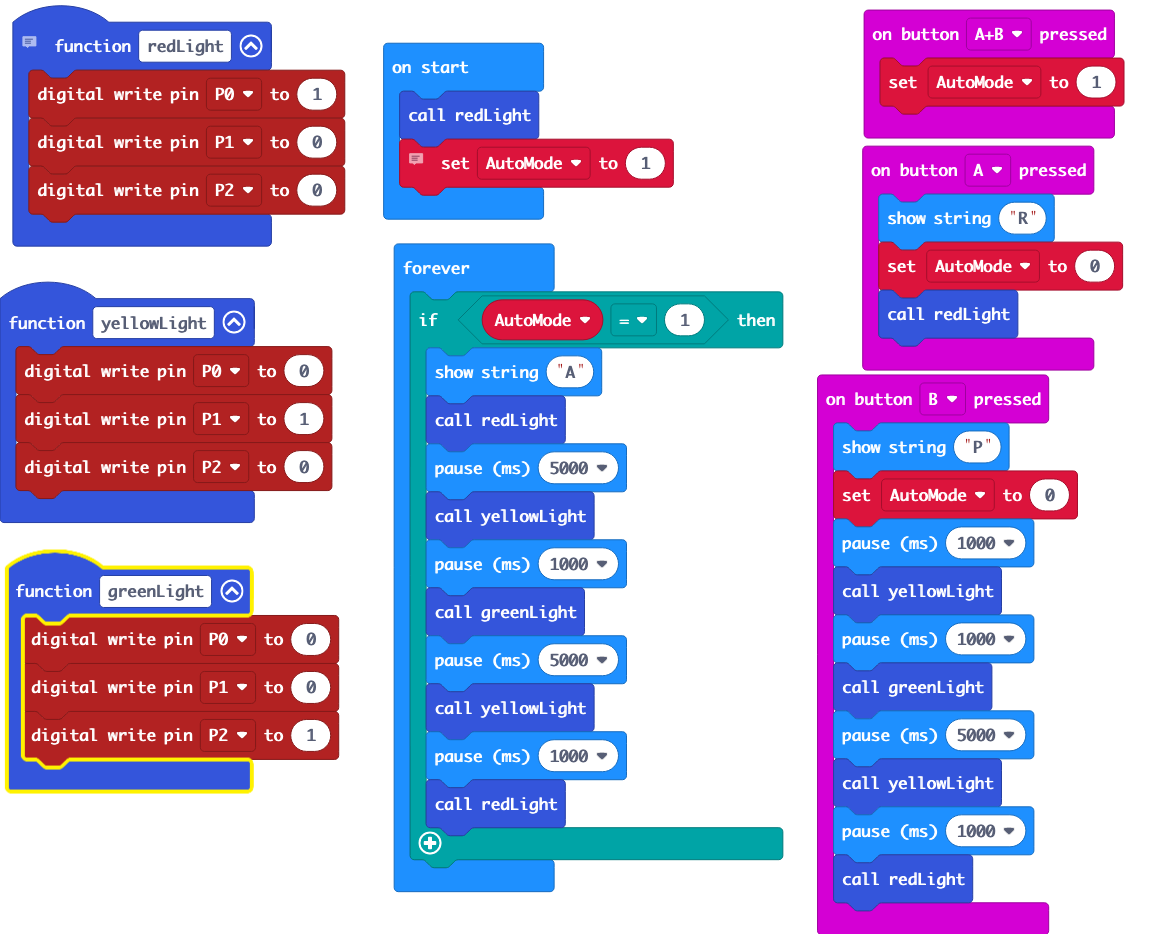 function redLight
digital write pin P0 to 1
digital write pin P1 to 0
digital write pin P2 to 0
function yellowLight
digital write pin P0 to 0
digital write pin P1 to 1
digital write pin P2 to 0
function greenLight
digital write pin P0 to 0
digital write pin P1 to 0
digital write pin P2 to 1
on start
call redLight
set AutoMode to 1
forever
if AutoMode = 1 then
show string "A"
call redLight
pause (ms) 5000
call yellowLight
pause (ms) 1000
call greenLight
pause (ms) 5000
call yellowLight
pause (ms) 1000
call redLight
on button A+B pressed
set AutoMode to 1
on button A pressed
show string "R"
set AutoMode to 0
call redLight
on button B pressed
show string "P"
set AutoMode to 0
pause (ms) 1000
call yellowLight
pause (ms) 1000
call greenLight
pause (ms) 5000
call yellowLight
pause (ms) 1000
call redLight